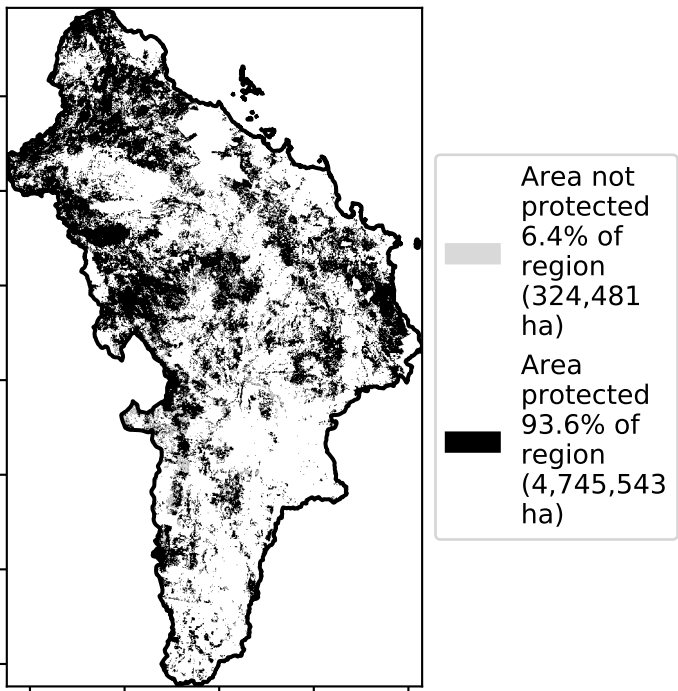 Area not
protected
6.4% of
region
(324,481
ha)
Area
protected
93.6% of
region
(4,745,543
ha)